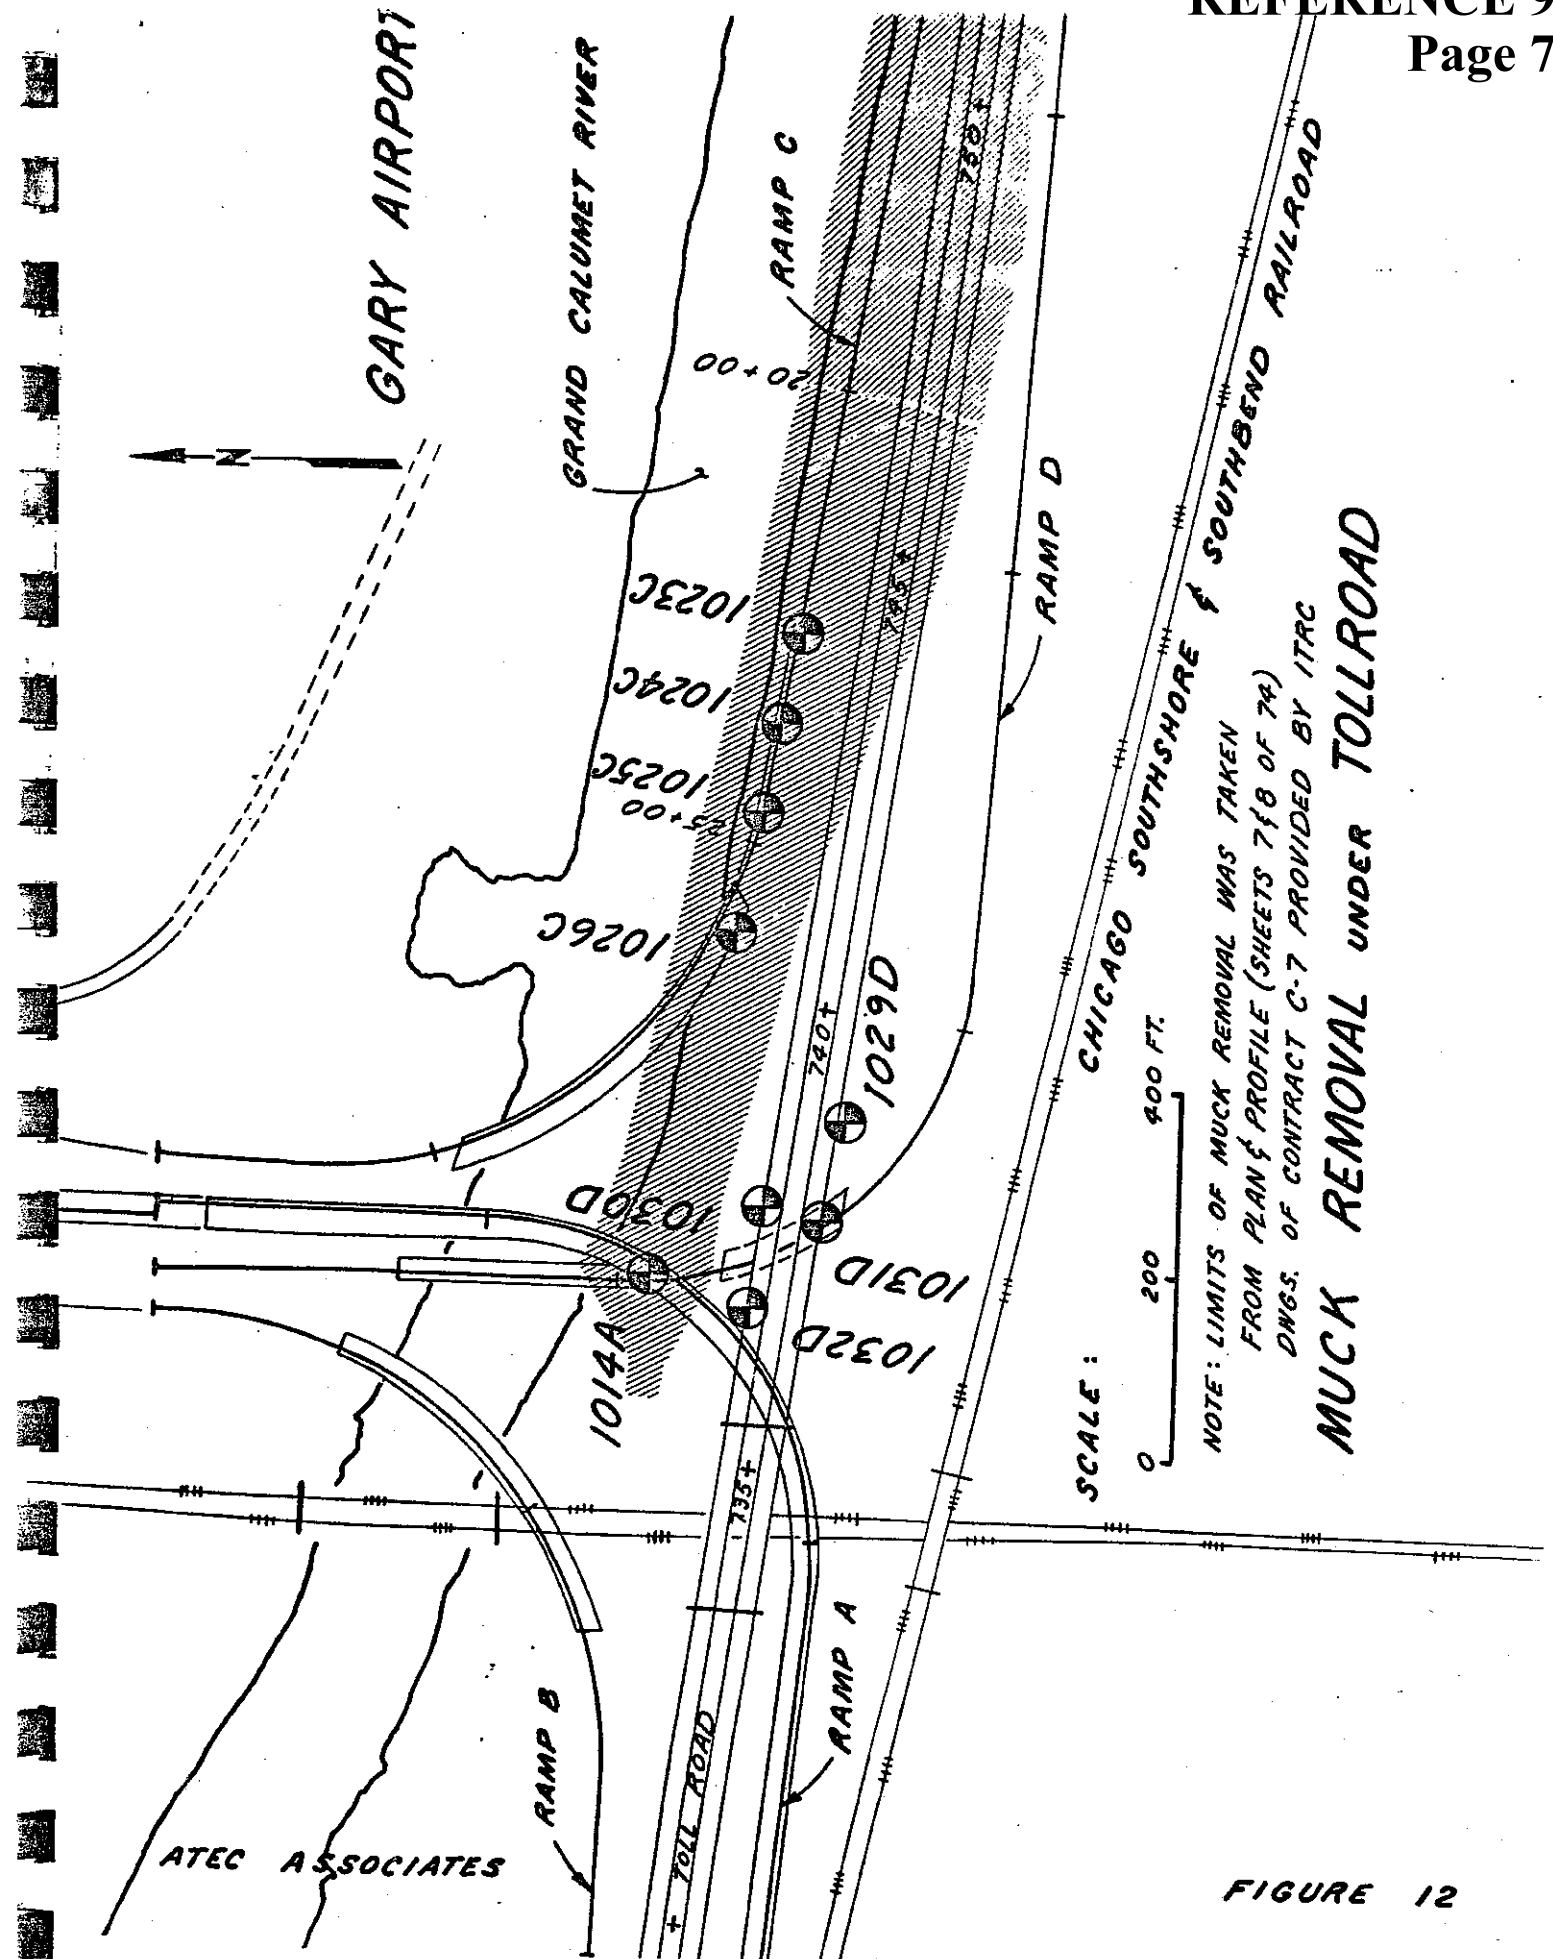 REFERENCE 9
Page 7
GARY AIRPORT
N
GRAND CALUMET RIVER
RAMP C
750+
20+00
1023C
1024C
1025C
25+00
745+
RAMP D
1026C
740+
1029D
1030D
1031D
1032D
1014A
735+
CHICAGO SOUTHSHORE & SOUTHBEND RAILROAD
RAMP B
TOLL ROAD
+
RAMP A
SCALE:
0 200 400 FT.
NOTE: LIMITS OF MUCK REMOVAL WAS TAKEN
FROM PLAN & PROFILE (SHEETS 7&8 OF 74)
DWGS. OF CONTRACT C-7 PROVIDED BY ITRC
MUCK REMOVAL UNDER TOLLROAD
ATEC ASSOCIATES
FIGURE 12